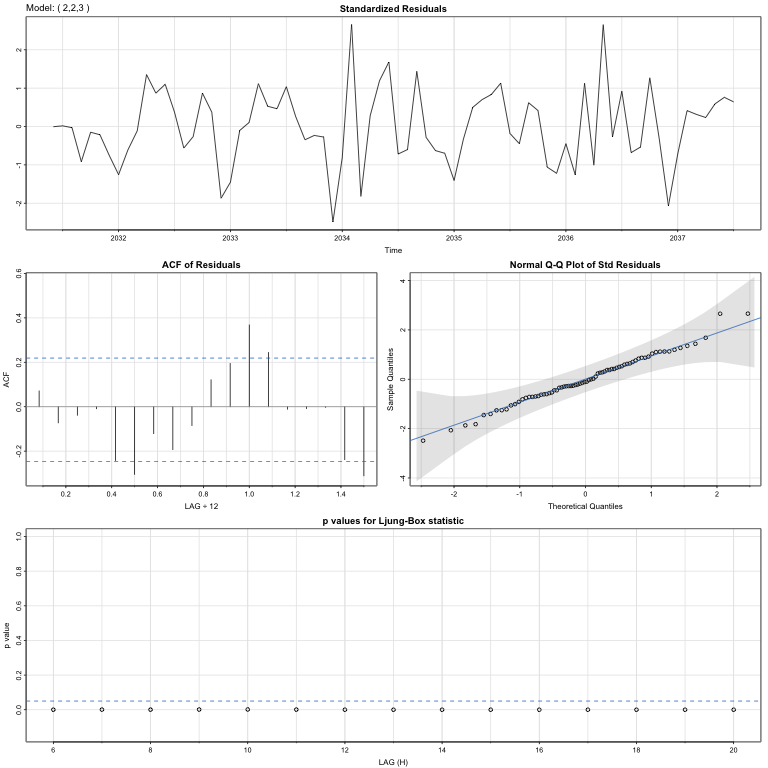 Model: ( 2,2,3 )
Standardized Residuals
2
1
0
-1
-2
2032 2033 2034 2035 2036 2037
Time
ACF of Residuals
ACF
0.6
0.4
0.2
0.0
-0.2
0.2 0.4 0.6 0.8 1.0 1.2 1.4
LAG ÷ 12
Normal Q-Q Plot of Std Residuals
Sample Quantiles
4
2
0
-2
-4
-2 -1 0 1 2
Theoretical Quantiles
p values for Ljung-Box statistic
p value
1.0
0.8
0.6
0.4
0.2
0.0
6 8 10 12 14 16 18 20
LAG (H)